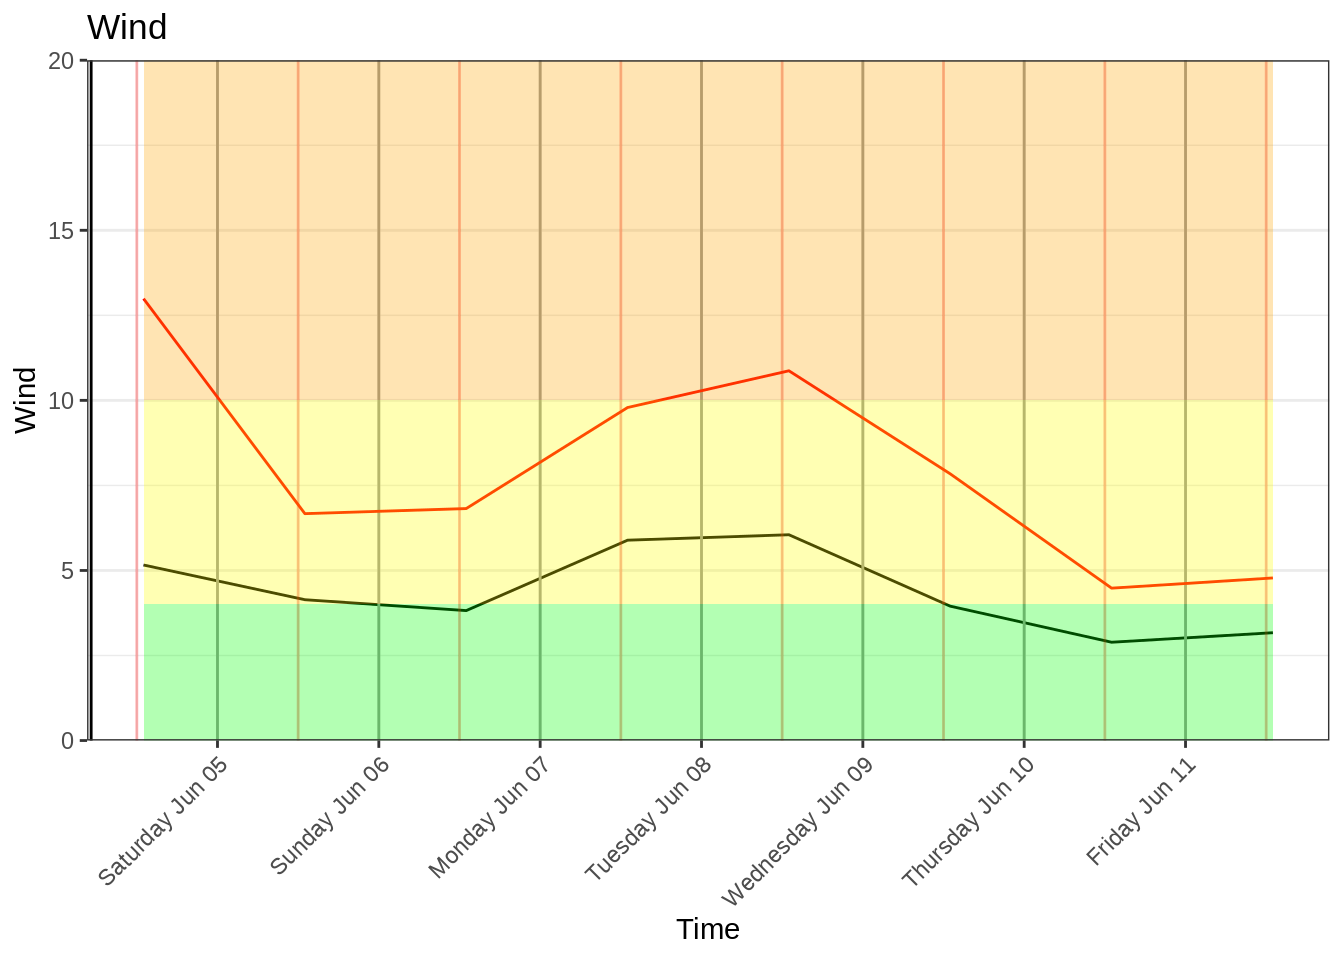 Wind
20
15
10
5
0
Wind
Saturday Jun 05
Sunday Jun 06
Monday Jun 07
Tuesday Jun 08
Wednesday Jun 09
Thursday Jun 10
Friday Jun 11
Time